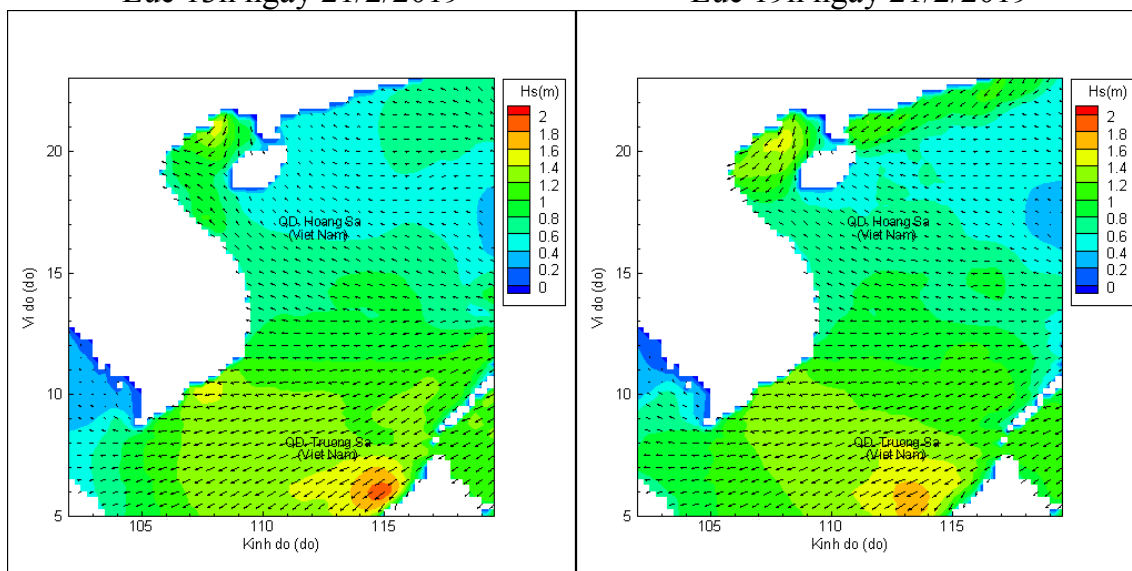 Lúc 13h ngày 21/2/2019
Lúc 19h ngày 21/2/2019
Hs(m)
2
1.8
1.6
1.4
1.2
1
0.8
0.6
0.4
0.2
0
20
15
10
5
Vi do (do)
QD. Hoang Sa
(Viet Nam)
QD. Truong Sa
(Viet Nam)
105
110
115
Kinh do (do)
Hs(m)
2
1.8
1.6
1.4
1.2
1
0.8
0.6
0.4
0.2
0
20
15
10
5
Vi do (do)
QD. Hoang Sa
(Viet Nam)
QD. Truong Sa
(Viet Nam)
105
110
115
Kinh do (do)